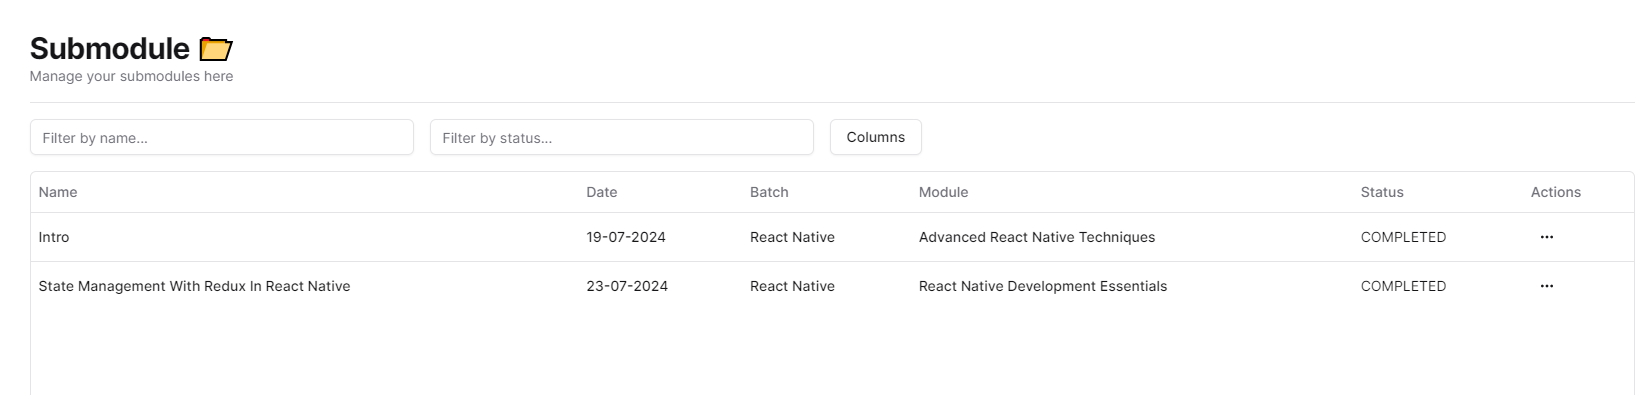 Submodule
Manage your submodules here
Filter by name...
Filter by status...
Columns
Name Date Batch Module Status Actions
Intro 19-07-2024 React Native Advanced React Native Techniques COMPLETED
State Management With Redux In React Native 23-07-2024 React Native React Native Development Essentials COMPLETED